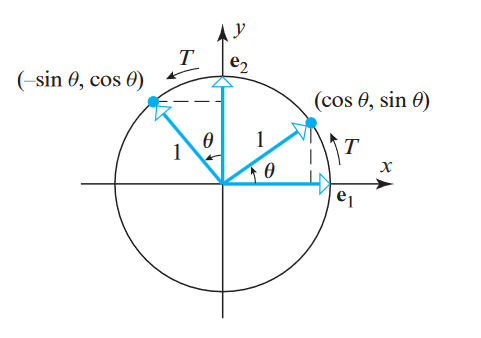 y
T
e₂
(–sin θ, cos θ)
(cos θ, sin θ)
θ
1
1
T
θ
x
e₁